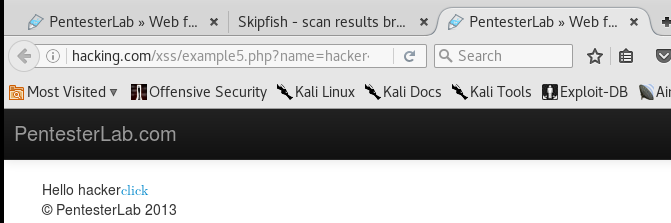 PentesterLab » Web f...
Skipfish - scan results br...
PentesterLab » Web f...
hacking.com/xss/example5.php?name=hacker
Search
Most Visited
Offensive Security
Kali Linux
Kali Docs
Kali Tools
Exploit-DB
Air
PentesterLab.com
Hello hackerclick
© PentesterLab 2013